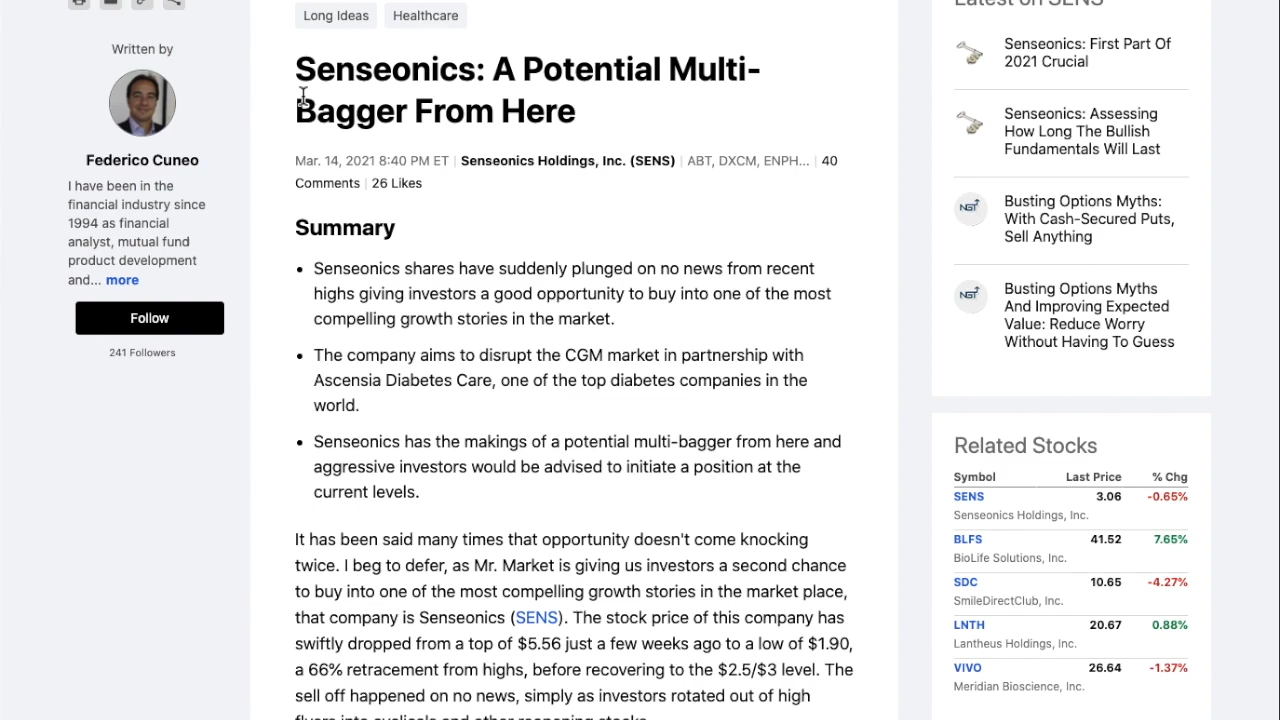 Written by
Federico Cuneo
I have been in the
financial industry since
1994 as financial
analyst, mutual fund
product development
and... more
Follow
241 Followers
Long Ideas
Healthcare
Senseonics: A Potential Multi-
Bagger From Here
Mar. 14, 2021 8:40 PM ET | Senseonics Holdings, Inc. (SENS) | ABT, DXCM, ENPH... | 40
Comments | 26 Likes
Summary
• Senseonics shares have suddenly plunged on no news from recent
highs giving investors a good opportunity to buy into one of the most
compelling growth stories in the market.
• The company aims to disrupt the CGM market in partnership with
Ascensia Diabetes Care, one of the top diabetes companies in the
world.
• Senseonics has the makings of a potential multi-bagger from here and
aggressive investors would be advised to initiate a position at the
current levels.
It has been said many times that opportunity doesn't come knocking
twice. I beg to defer, as Mr. Market is giving us investors a second chance
to buy into one of the most compelling growth stories in the market place,
that company is Senseonics (SENS). The stock price of this company has
swiftly dropped from a top of $5.56 just a few weeks ago to a low of $1.90,
a 66% retracement from highs, before recovering to the $2.5/$3 level. The
sell off happened on no news, simply as investors rotated out of high
flyers into cyclicals and other reopening stocks.
Latest on SENS
Senseonics: First Part Of
2021 Crucial
Senseonics: Assessing
How Long The Bullish
Fundamentals Will Last
NGT
Busting Options Myths:
With Cash-Secured Puts,
Sell Anything
NGT
Busting Options Myths
And Improving Expected
Value: Reduce Worry
Without Having To Guess
Related Stocks
Symbol Last Price % Chg
SENS 3.06 -0.65%
Senseonics Holdings, Inc.
BLFS 41.52 7.65%
BioLife Solutions, Inc.
SDC 10.65 -4.27%
SmileDirectClub, Inc.
LNTH 20.67 0.88%
Lantheus Holdings, Inc.
VIVO 26.64 -1.37%
Meridian Bioscience, Inc.